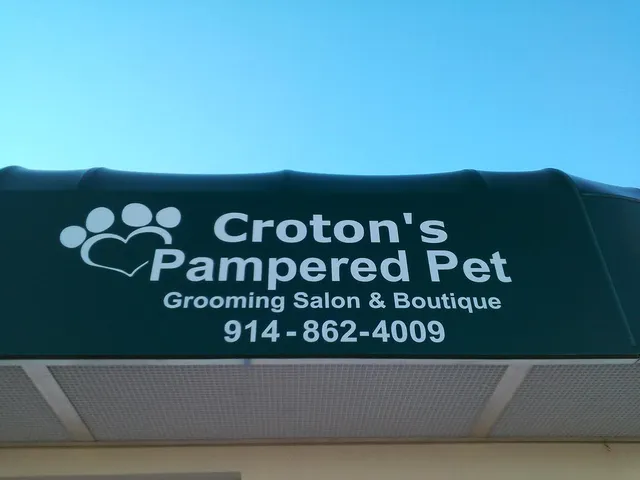 Croton's
Pampered Pet
Grooming Salon & Boutique
914-862-4009